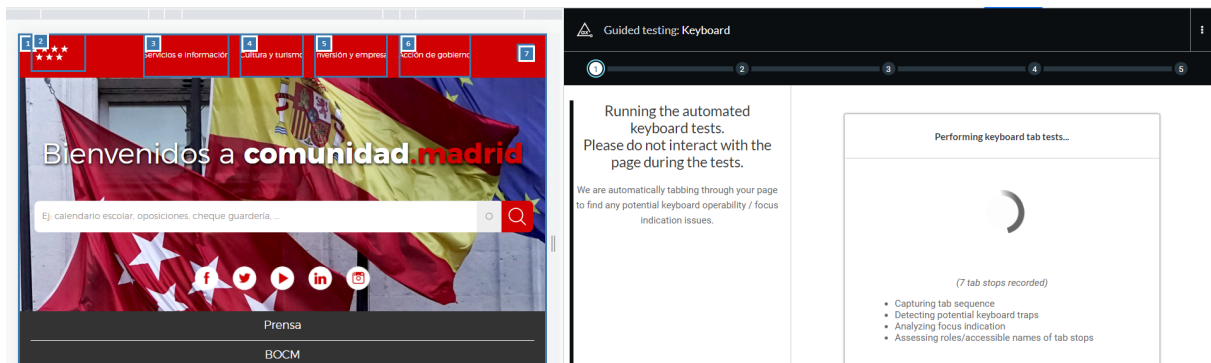 1
2
3
4
5
6
7
Servicios e información
Cultura y turismo
Inversión y empresa
Acción de gobierno
Bienvenidos a comunidad.madrid
Ej: calendario escolar, oposiciones, cheque guardería, ...
f
in
Prensa
BOCM
Guided testing: Keyboard
1
2
3
4
5
Running the automated
keyboard tests.
Please do not interact with the
page during the tests.
We are automatically tabbing through your page
to find any potential keyboard operability / focus
indication issues.
Performing keyboard tab tests...
(7 tab stops recorded)
• Capturing tab sequence
• Detecting potential keyboard traps
• Analyzing focus indication
• Assessing roles/accessible names of tab stops